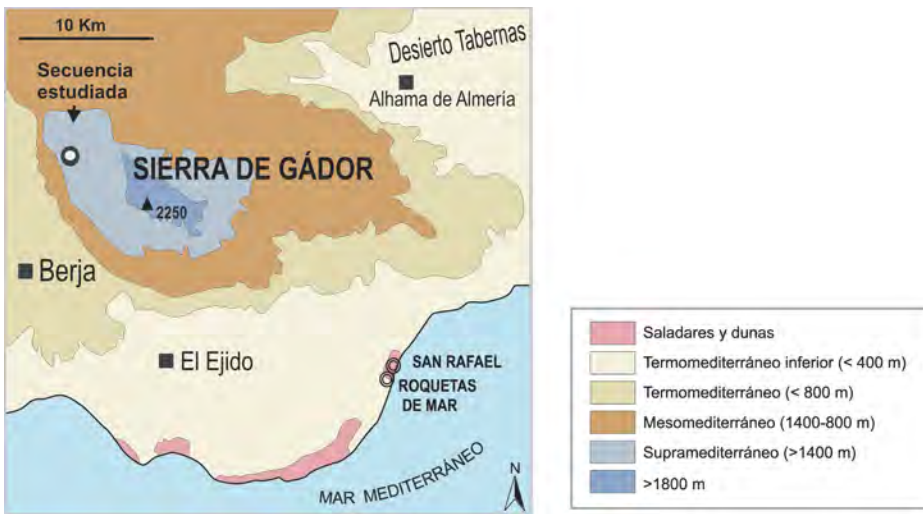 10 Km
Desierto Tabernas
Secuencia
estudiada
Alhama de Almería
SIERRA DE GÁDOR
2250
Berja
El Ejido
SAN RAFAEL
ROQUETAS
DE MAR
MAR MEDITERRÁNEO
N
Saladares y dunas
Termomediterráneo inferior (< 400 m)
Termomediterráneo (< 800 m)
Mesomediterráneo (1400-800 m)
Supramediterráneo (>1400 m)
>1800 m